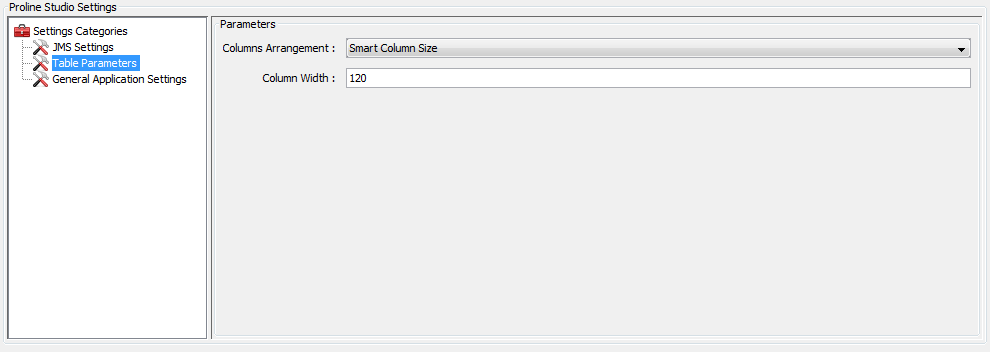 Proline Studio Settings
Settings Categories
JMS Settings
Table Parameters
General Application Settings
Parameters
Columns Arrangement : Smart Column Size
Column Width : 120